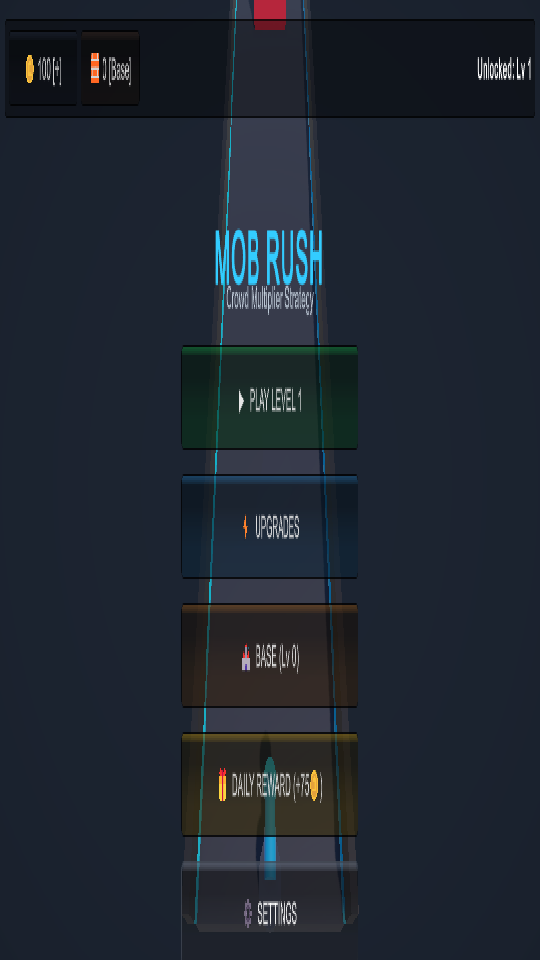 100 [+]
0 [Base]
Unlocked: Lv 1
MOB RUSH
Crowd Multiplier Strategy
▶ PLAY LEVEL 1
⚡ UPGRADES
🏰 BASE (Lv 0)
🎁 DAILY REWARD (+75🪙)
⚙ SETTINGS